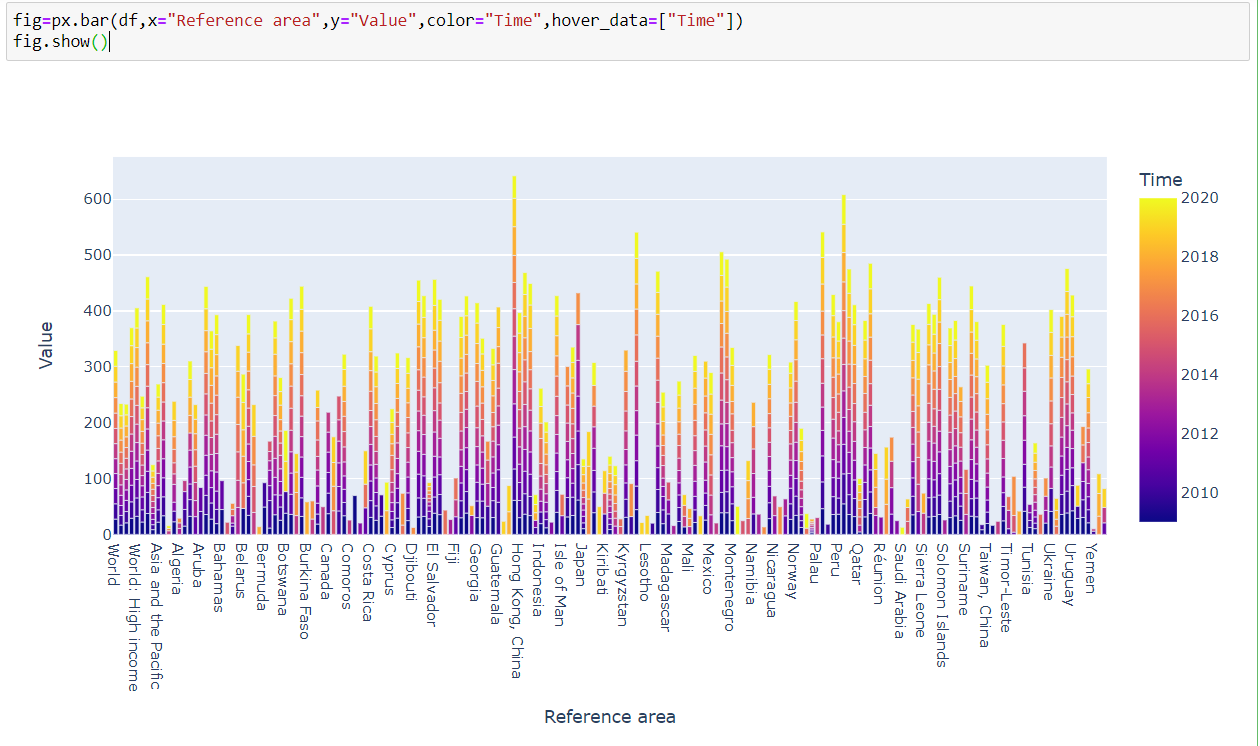 fig=px.bar(df,x="Reference area",y="Value",color="Time",hover_data=["Time"])
fig.show()
Time
2020
2018
2016
2014
2012
2010
Value
600
500
400
300
200
100
0
World
World: High income
Asia and the Pacific
Algeria
Aruba
Bahamas
Belarus
Bermuda
Botswana
Burkina Faso
Canada
Comoros
Costa Rica
Cyprus
Djibouti
El Salvador
Fiji
Georgia
Guatemala
Hong Kong, China
Indonesia
Isle of Man
Japan
Kiribati
Kyrgyzstan
Lesotho
Madagascar
Mali
Mexico
Montenegro
Namibia
Nicaragua
Norway
Palau
Peru
Qatar
Réunion
Saudi Arabia
Sierra Leone
Solomon Islands
Suriname
Taiwan, China
Timor-Leste
Tunisia
Ukraine
Uruguay
Yemen
Reference area